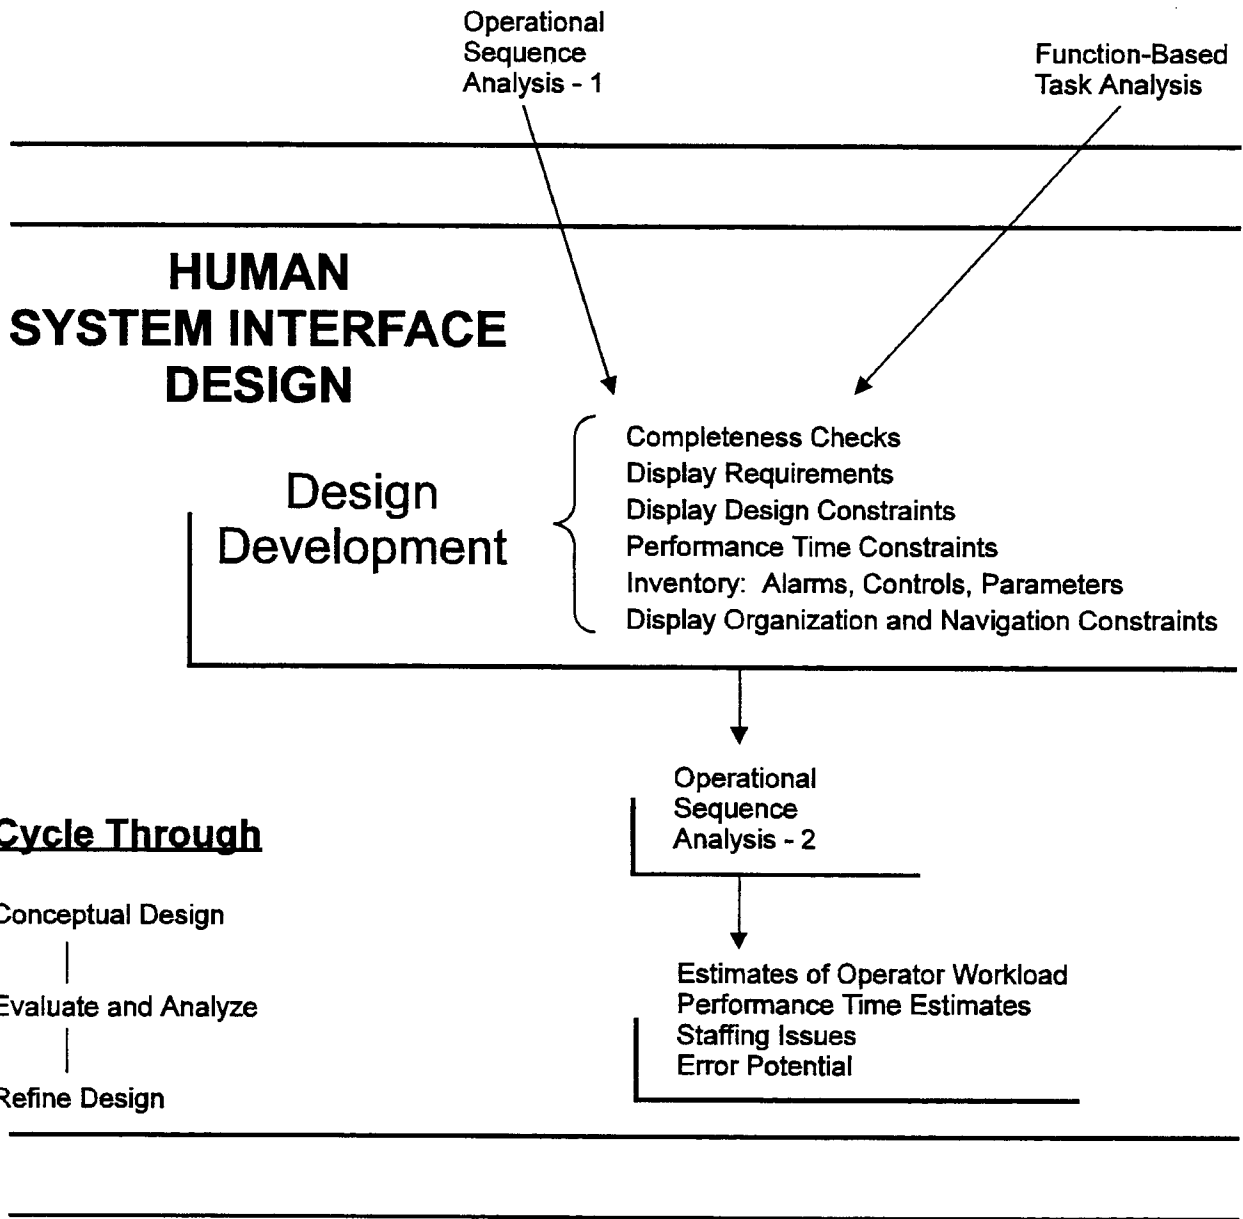 Operational
Sequence
Analysis - 1
Function-Based
Task Analysis
HUMAN
SYSTEM INTERFACE
DESIGN
Design
Development
Completeness Checks
Display Requirements
Display Design Constraints
Performance Time Constraints
Inventory: Alarms, Controls, Parameters
Display Organization and Navigation Constraints
Operational
Sequence
Analysis - 2
Cycle Through
Conceptual Design
Evaluate and Analyze
Refine Design
Estimates of Operator Workload
Performance Time Estimates
Staffing Issues
Error Potential